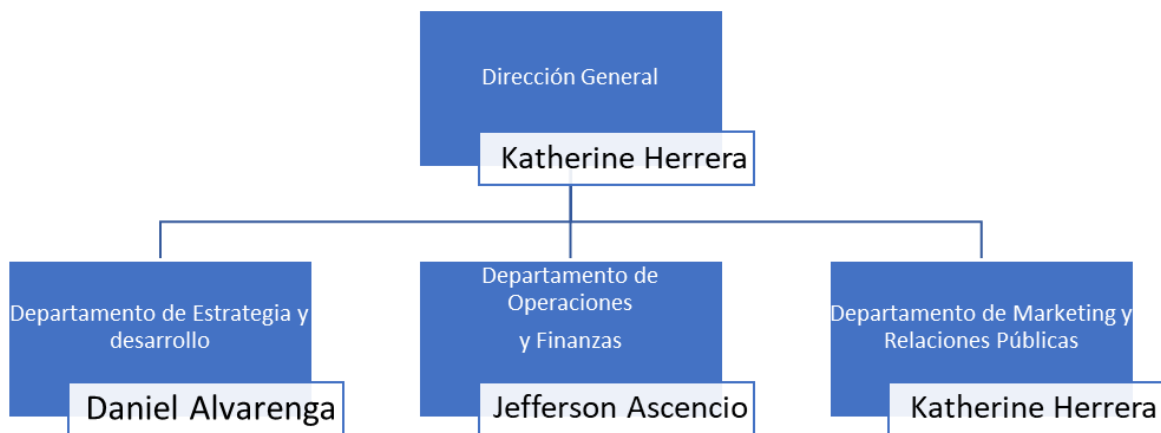 Dirección General
Katherine Herrera
Departamento de Estrategia y
desarrollo
Daniel Alvarenga
Departamento de
Operaciones
y Finanzas
Jefferson Ascencio
Departamento de Marketing y
Relaciones Públicas
Katherine Herrera